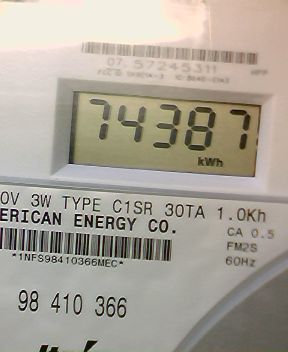 07. 57245311
74387
kWh
0V 3W TYPE C1SR 30TA 1.0Kh
ERICAN ENERGY CO.
CA 0.5
FM2S
60Hz
*1NFS98410366MEC*
98 410 366